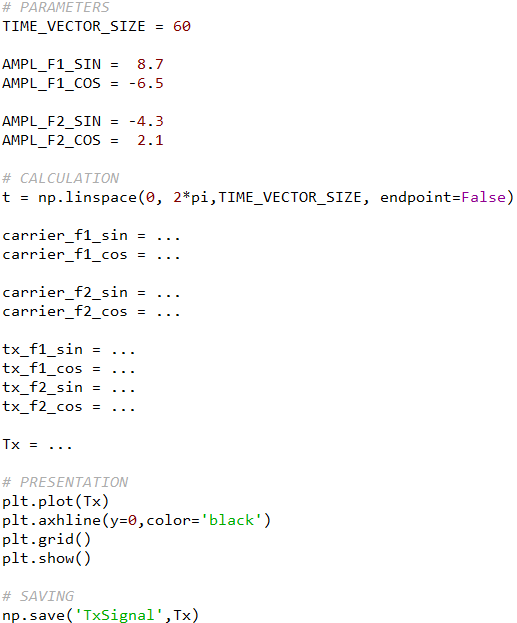 # PARAMETERS
TIME_VECTOR_SIZE = 60
AMPL_F1_SIN =  8.7
AMPL_F1_COS = -6.5
AMPL_F2_SIN = -4.3
AMPL_F2_COS =  2.1
# CALCULATION
t = np.linspace(0, 2*pi,TIME_VECTOR_SIZE, endpoint=False)
carrier_f1_sin = ...
carrier_f1_cos = ...
carrier_f2_sin = ...
carrier_f2_cos = ...
tx_f1_sin = ...
tx_f1_cos = ...
tx_f2_sin = ...
tx_f2_cos = ...
Tx = ...
# PRESENTATION
plt.plot(Tx)
plt.axhline(y=0,color='black')
plt.grid()
plt.show()
# SAVING
np.save('TxSignal',Tx)